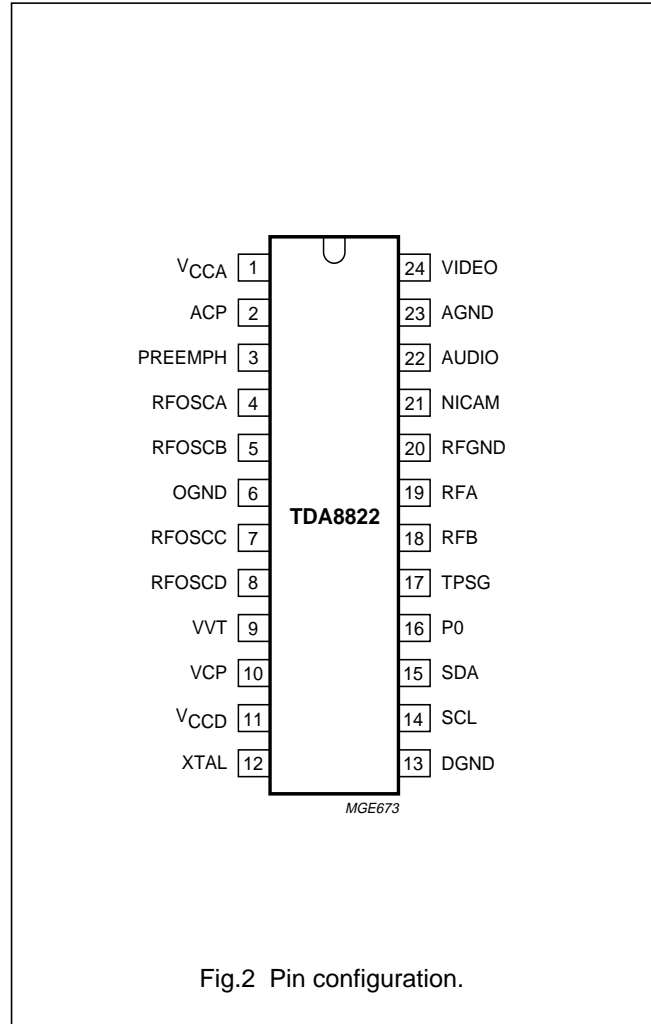 VCCA 1 24 VIDEO
ACP 2 23 AGND
PREEMPH 3 22 AUDIO
RFOSCA 4 21 NICAM
RFOSCB 5 20 RFGND
OGND 6 19 RFA
TDA8822
RFOSCC 7 18 RFB
RFOSCD 8 17 TPSG
VVT 9 16 P0
VCP 10 15 SDA
VCCD 11 14 SCL
XTAL 12 13 DGND
MGE673
Fig.2 Pin configuration.